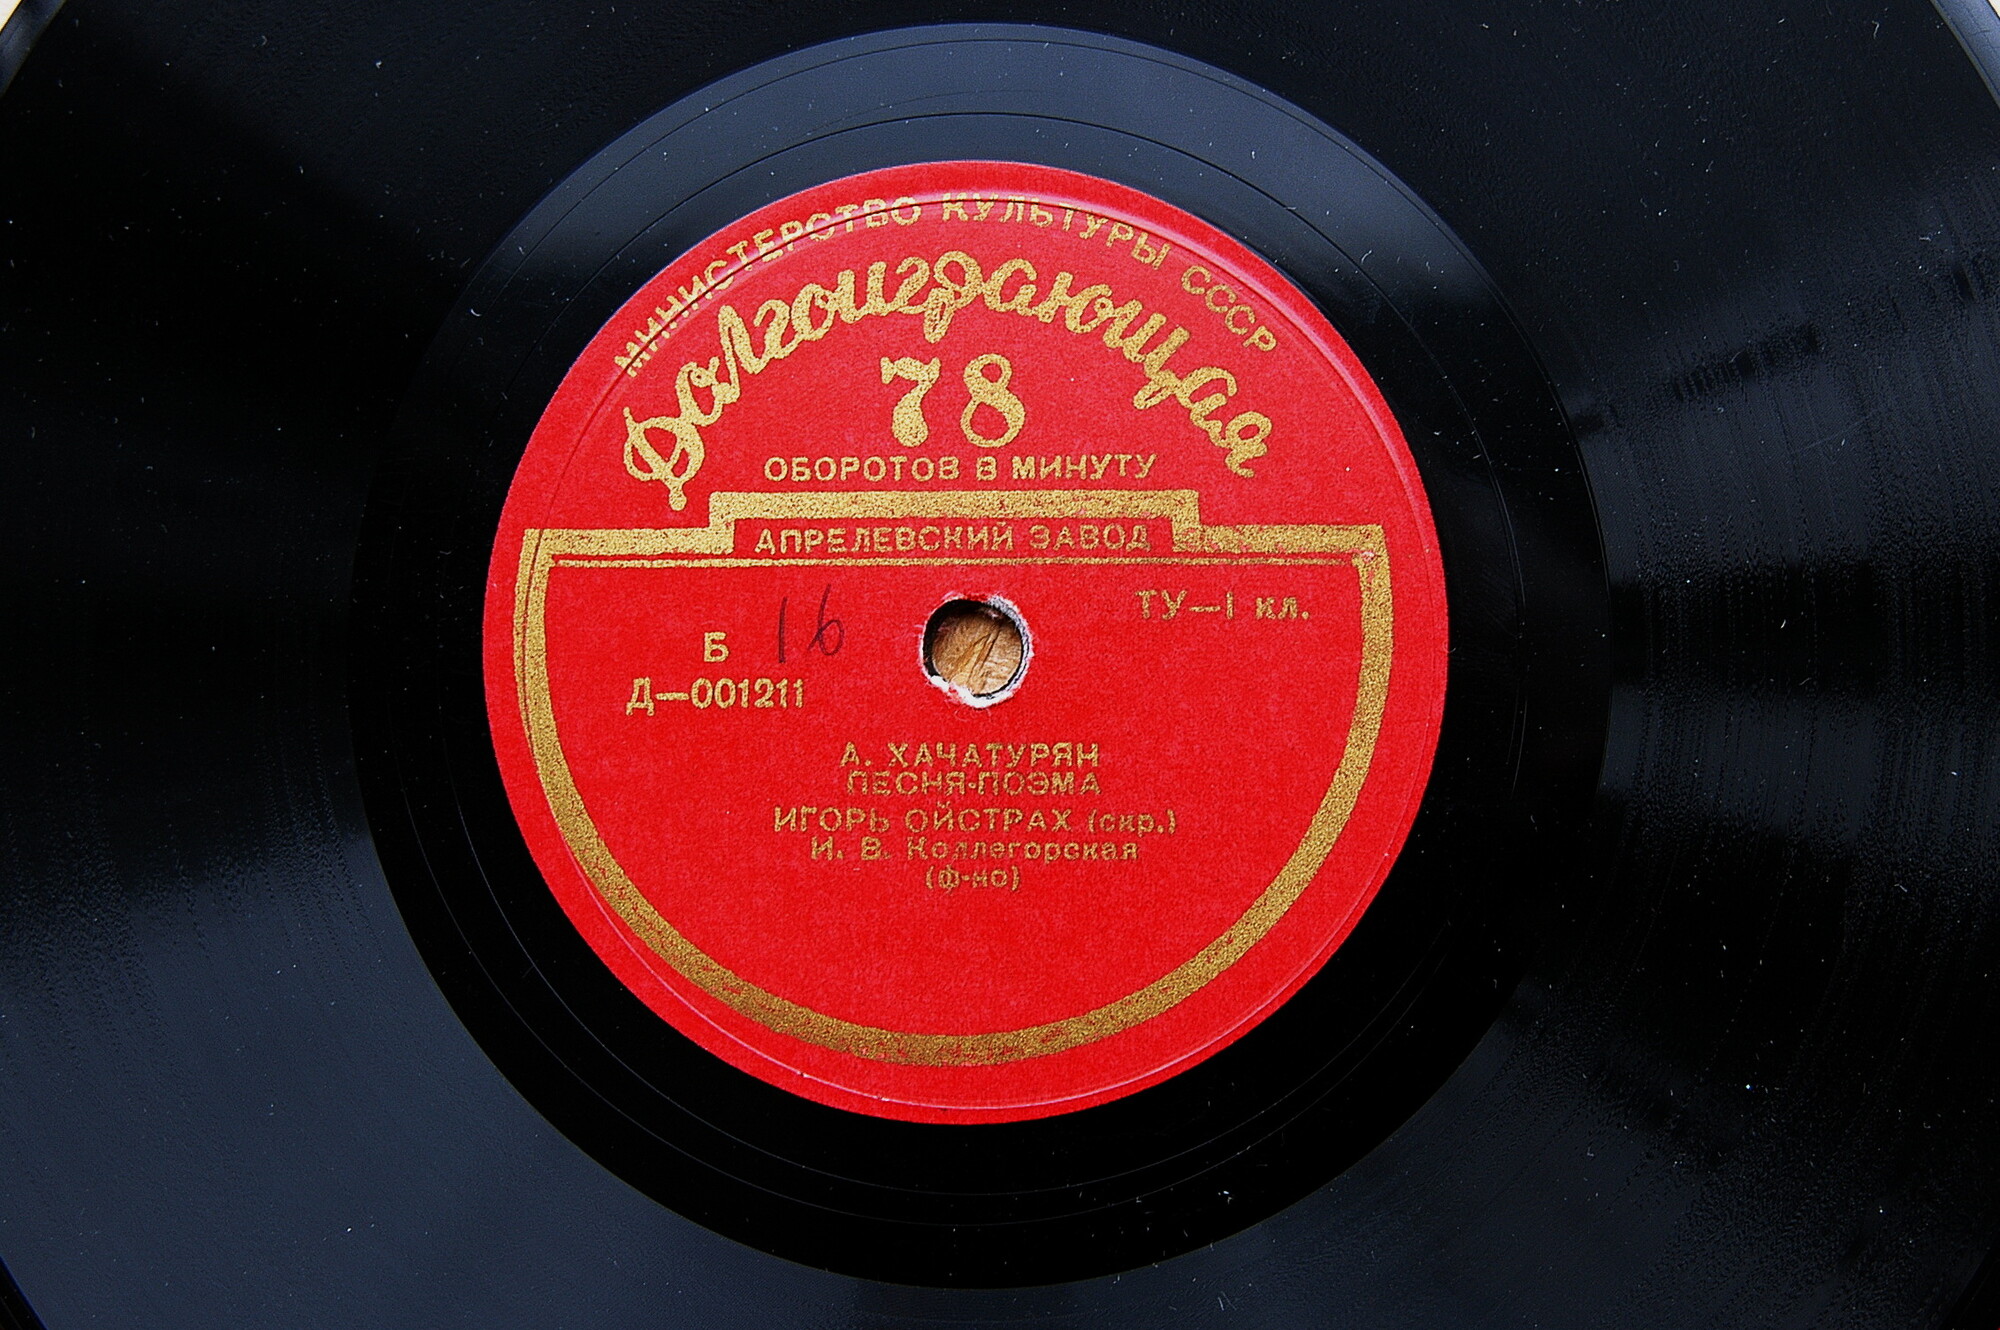 МИНИСТЕРСТВО КУЛЬТУРЫ СССР
Долгоиграющая
78
ОБОРОТОВ В МИНУТУ
АПРЕЛЕВСКИЙ ЗАВОД
ТУ—I кл.
Б 16
Д—001211
А. ХАЧАТУРЯН
ПЕСНЯ-ПОЭМА
ИГОРЬ ОЙСТРАХ (скр.)
И. В. Коллегорская
(ф-но)